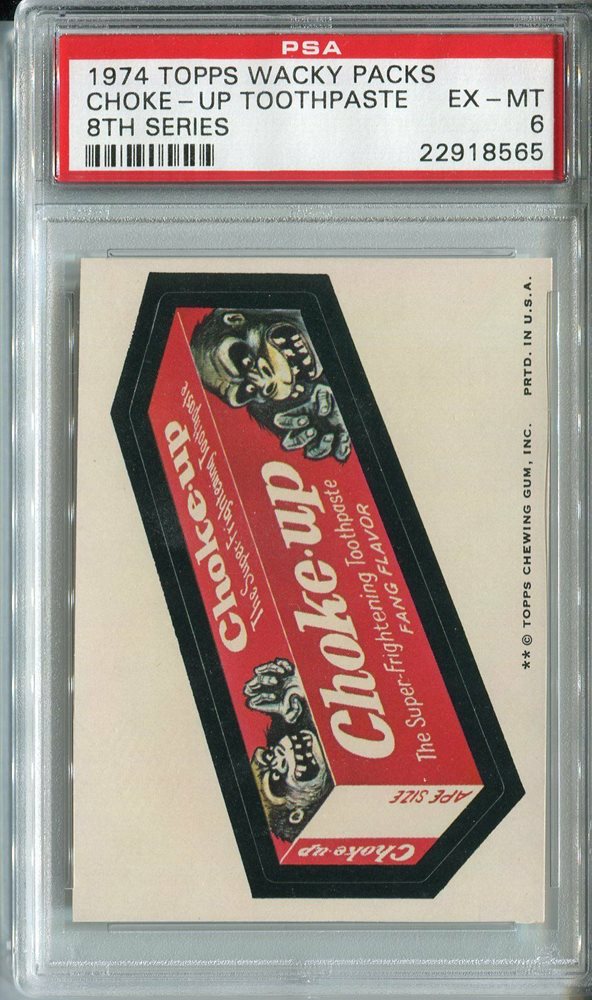 PSA
1974 TOPPS WACKY PACKS
CHOKE-UP TOOTHPASTE EX-MT
8TH SERIES 6
22918565
Choke-up
The Super-Frightening Toothpaste
Choke-up
The Super-Frightening Toothpaste
FANG FLAVOR
APE SIZE
Choke-up
**© TOPPS CHEWING GUM, INC. PRTD. IN U.S.A.